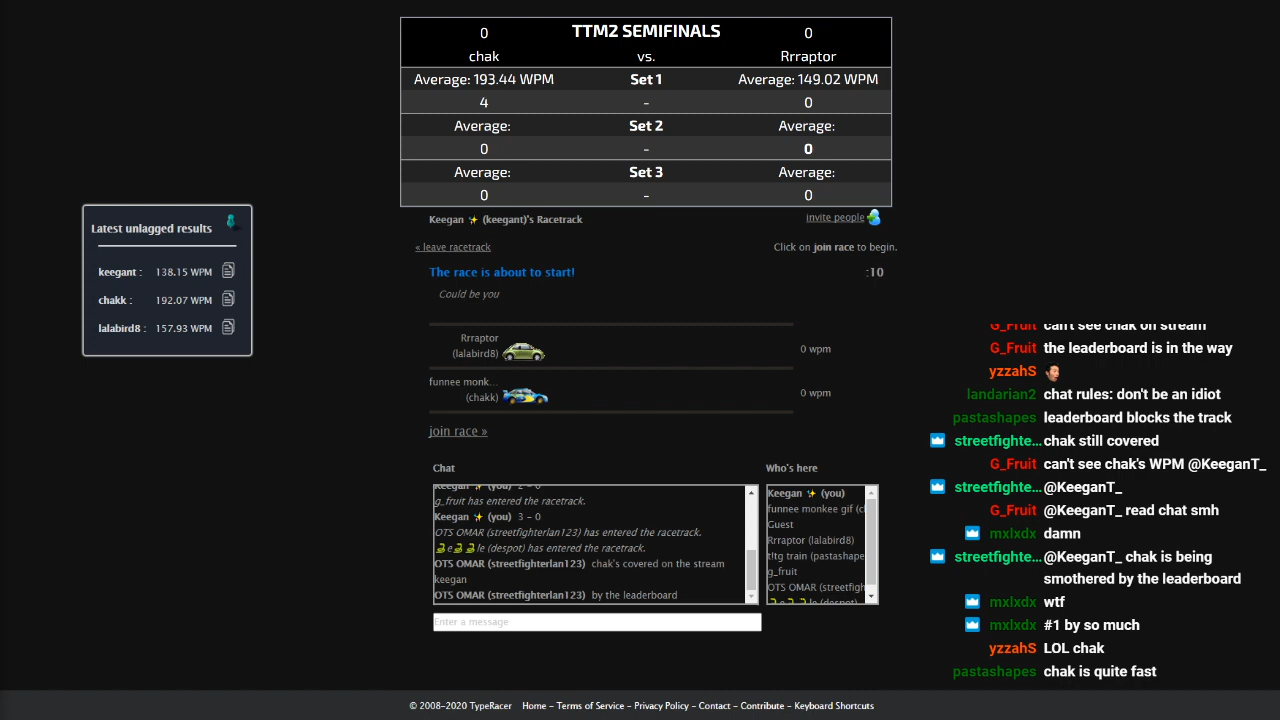 0 TTM2 SEMIFINALS 0
chak vs. Rrraptor
Average: 193.44 WPM Set 1 Average: 149.02 WPM
4 - 0
Average: Set 2 Average:
0 - 0
Average: Set 3 Average:
0 - 0
Latest unlagged results
keegant : 138.15 WPM
chakk : 192.07 WPM
lalabird8 : 157.93 WPM
Keegan ✨ (keegant)'s Racetrack invite people
« leave racetrack Click on join race to begin.
The race is about to start! :10
Could be you
Rrraptor
(lalabird8) 0 wpm
funnee monk...
(chakk) 0 wpm
join race »
Chat
Keegan ✨ (you) 2 - 0
g_fruit has entered the racetrack.
Keegan ✨ (you) 3 - 0
OTS OMAR (streetfighterlan123) has entered the racetrack.
🐍e🐍🐍le (despot) has entered the racetrack.
OTS OMAR (streetfighterlan123) chak's covered on the stream
keegan
OTS OMAR (streetfighterlan123) by the leaderboard
Enter a message
Who's here
Keegan ✨ (you)
funnee monkee gif (c
Guest
Rrraptor (lalabird8)
t!tg train (pastashape
g_fruit
OTS OMAR (streetfigh
🐍e🐍🐍le (despot)
G_Fruit can't see chak on stream
G_Fruit the leaderboard is in the way
yzzahS
landarian2 chat rules: don't be an idiot
pastashapes leaderboard blocks the track
streetfighte... chak still covered
G_Fruit can't see chak's WPM @KeeganT_
streetfighte... @KeeganT_
G_Fruit @KeeganT_ read chat smh
mxlxdx damn
streetfighte... @KeeganT_ chak is being
smothered by the leaderboard
mxlxdx wtf
mxlxdx #1 by so much
yzzahS LOL chak
pastashapes chak is quite fast
© 2008-2020 TypeRacer Home - Terms of Service - Privacy Policy - Contact - Contribute - Keyboard Shortcuts